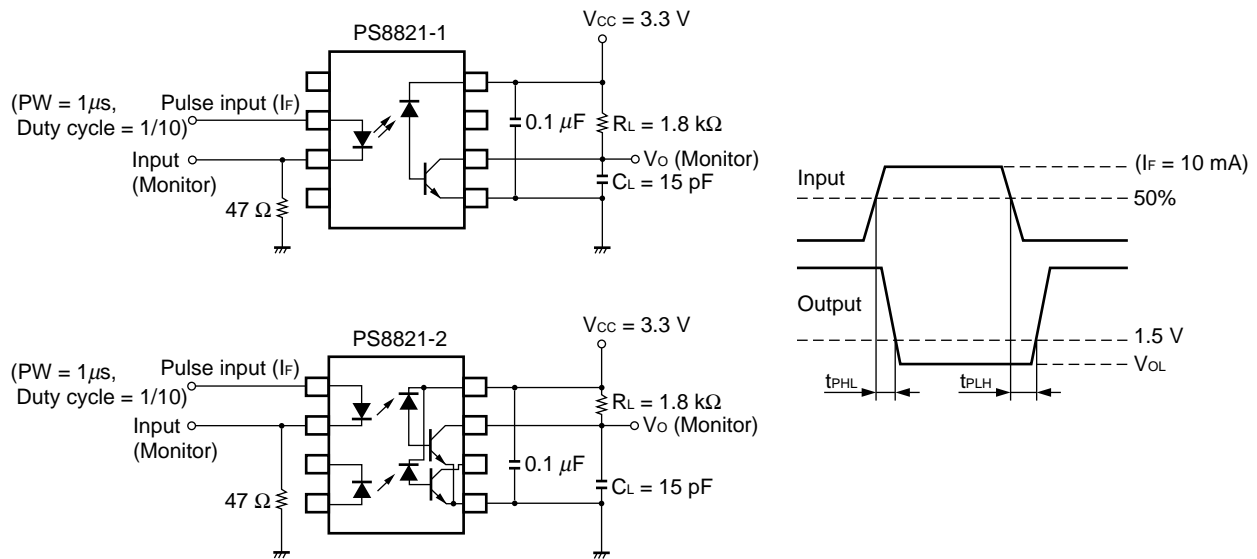 VCC = 3.3 V
PS8821-1
(PW = 1μs,
Duty cycle = 1/10)
Pulse input (IF)
Input
(Monitor)
47 Ω
0.1 μF
RL = 1.8 kΩ
VO (Monitor)
CL = 15 pF
VCC = 3.3 V
PS8821-2
(PW = 1μs,
Duty cycle = 1/10)
Pulse input (IF)
Input
(Monitor)
47 Ω
0.1 μF
RL = 1.8 kΩ
VO (Monitor)
CL = 15 pF
Input
(IF = 10 mA)
50%
Output
1.5 V
VOL
tPHL
tPLH